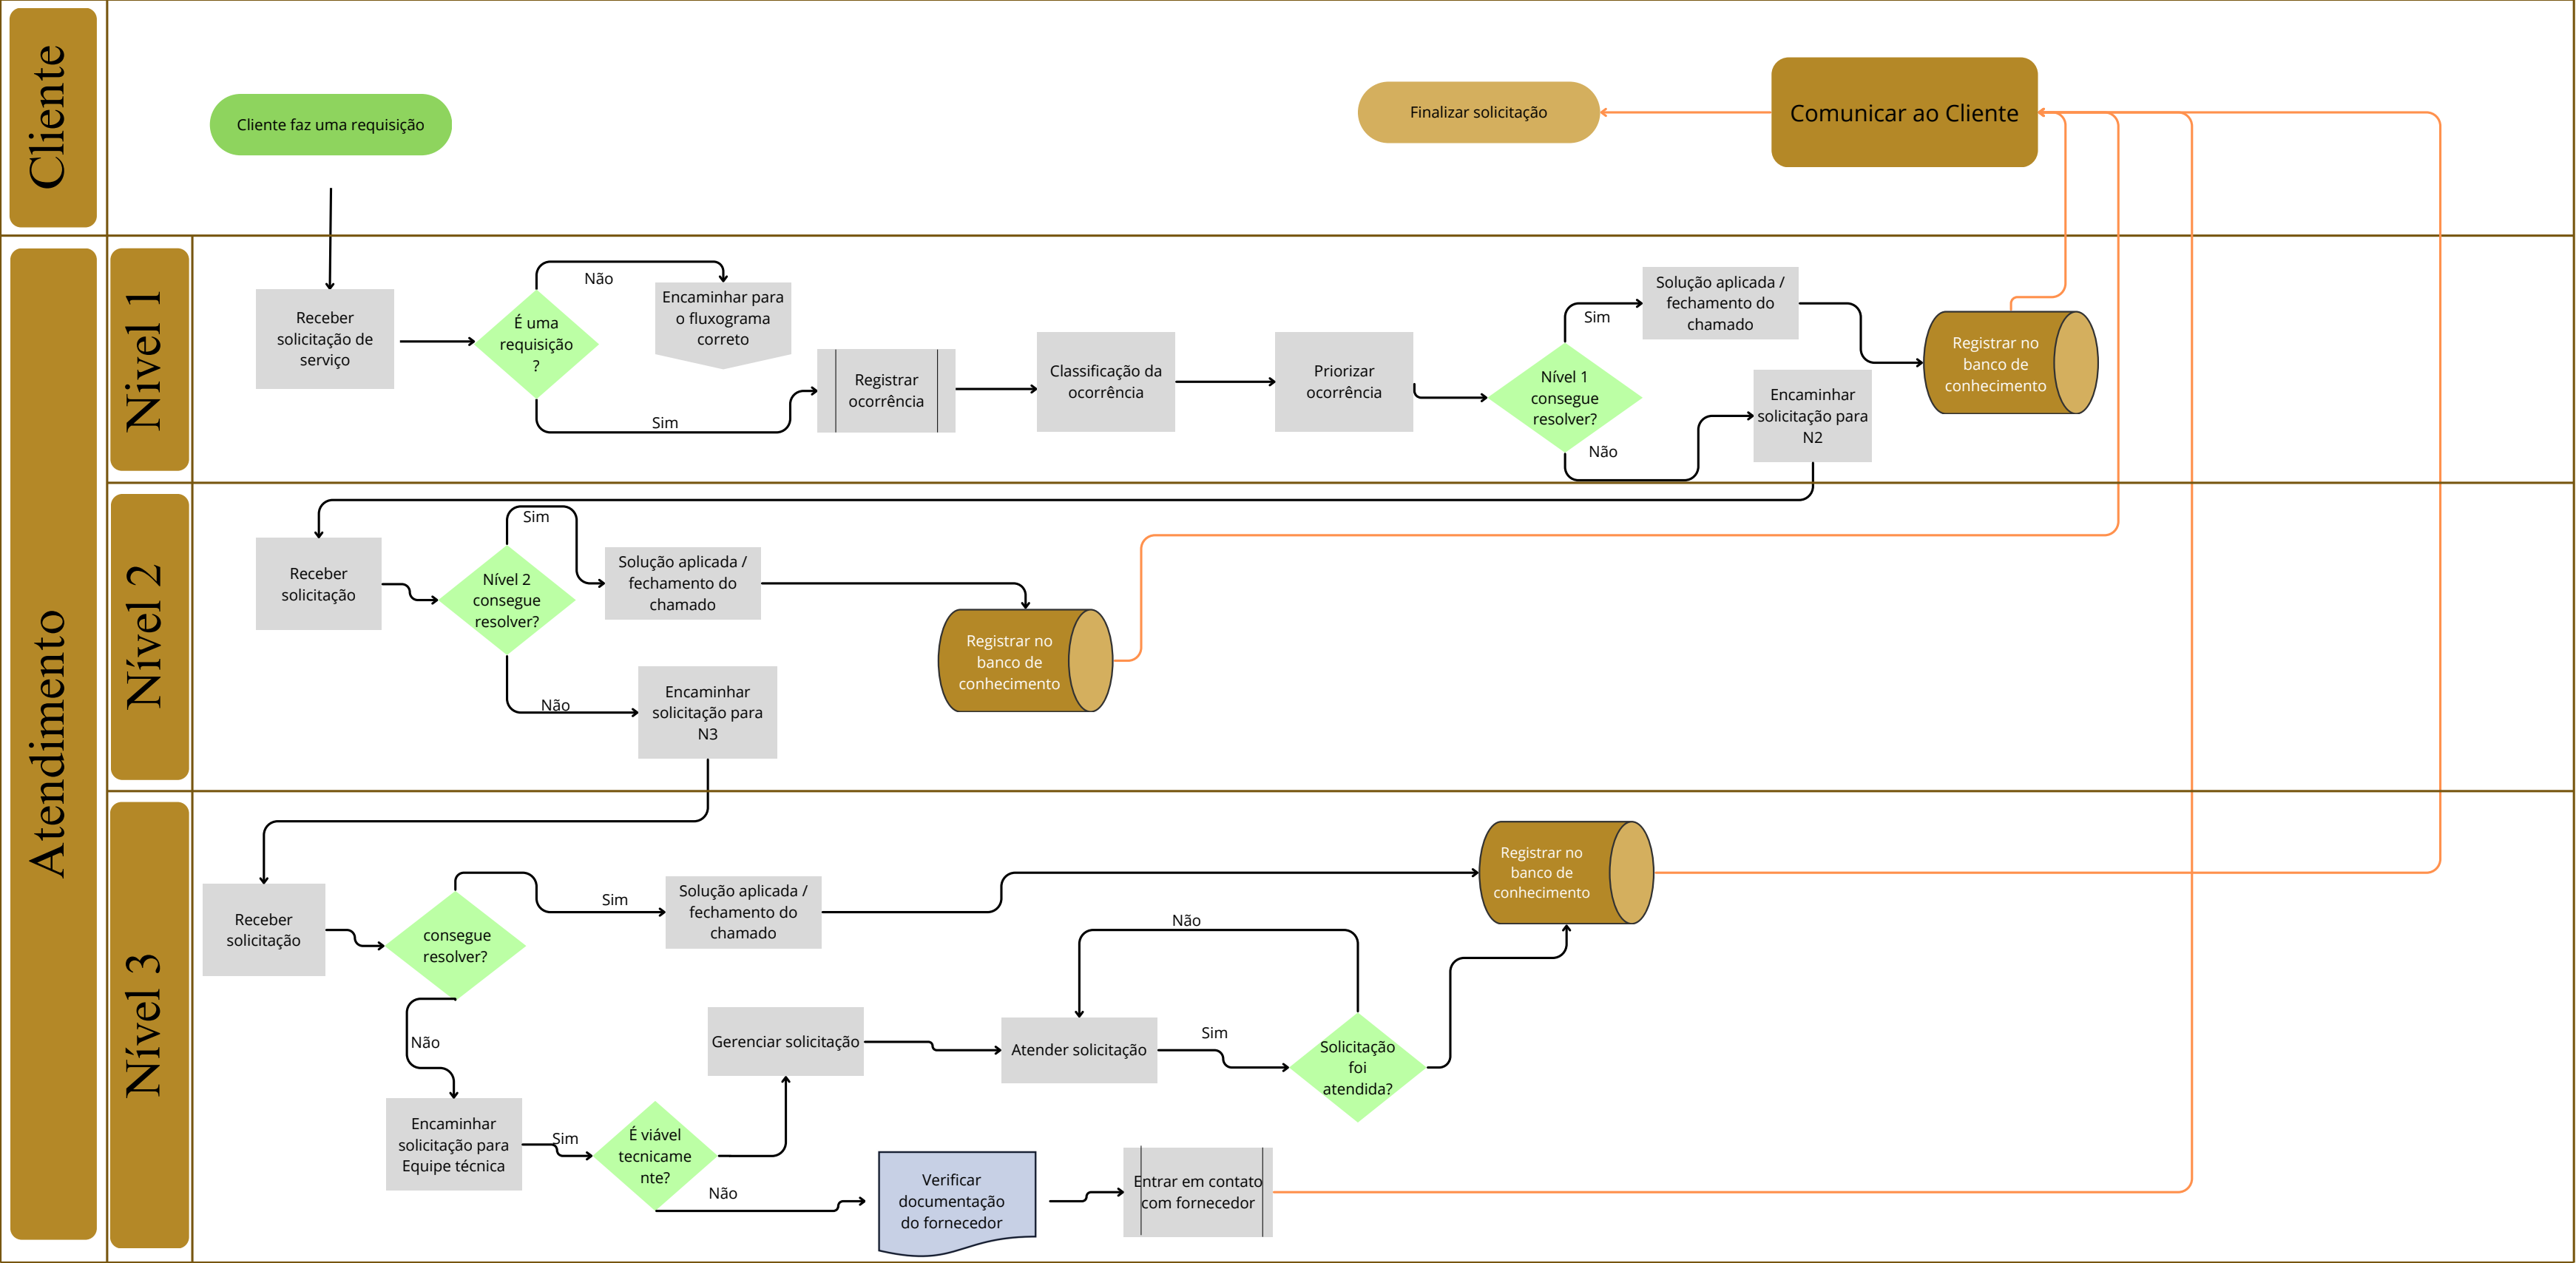 Cliente
Cliente faz uma requisição
Finalizar solicitação
Comunicar ao Cliente
Atendimento
Nivel 1
Receber
solicitação de
serviço
É uma
requisição
?
Não
Encaminhar para
o fluxograma
correto
Sim
Registrar
ocorrência
Classificação da
ocorrência
Priorizar
ocorrência
Nível 1
consegue
resolver?
Sim
Solução aplicada /
fechamento do
chamado
Não
Encaminhar
solicitação para
N2
Registrar no
banco de
conhecimento
Nível 2
Receber
solicitação
Nível 2
consegue
resolver?
Sim
Solução aplicada /
fechamento do
chamado
Registrar no
banco de
conhecimento
Não
Encaminhar
solicitação para
N3
Nível 3
Receber
solicitação
consegue
resolver?
Sim
Solução aplicada /
fechamento do
chamado
Registrar no
banco de
conhecimento
Não
Encaminhar
solicitação para
Equipe técnica
Sim
É viável
tecnicame
nte?
Gerenciar solicitação
Atender solicitação
Sim
Não
Solicitação
foi
atendida?
Não
Verificar
documentação
do fornecedor
Entrar em contato
com fornecedor